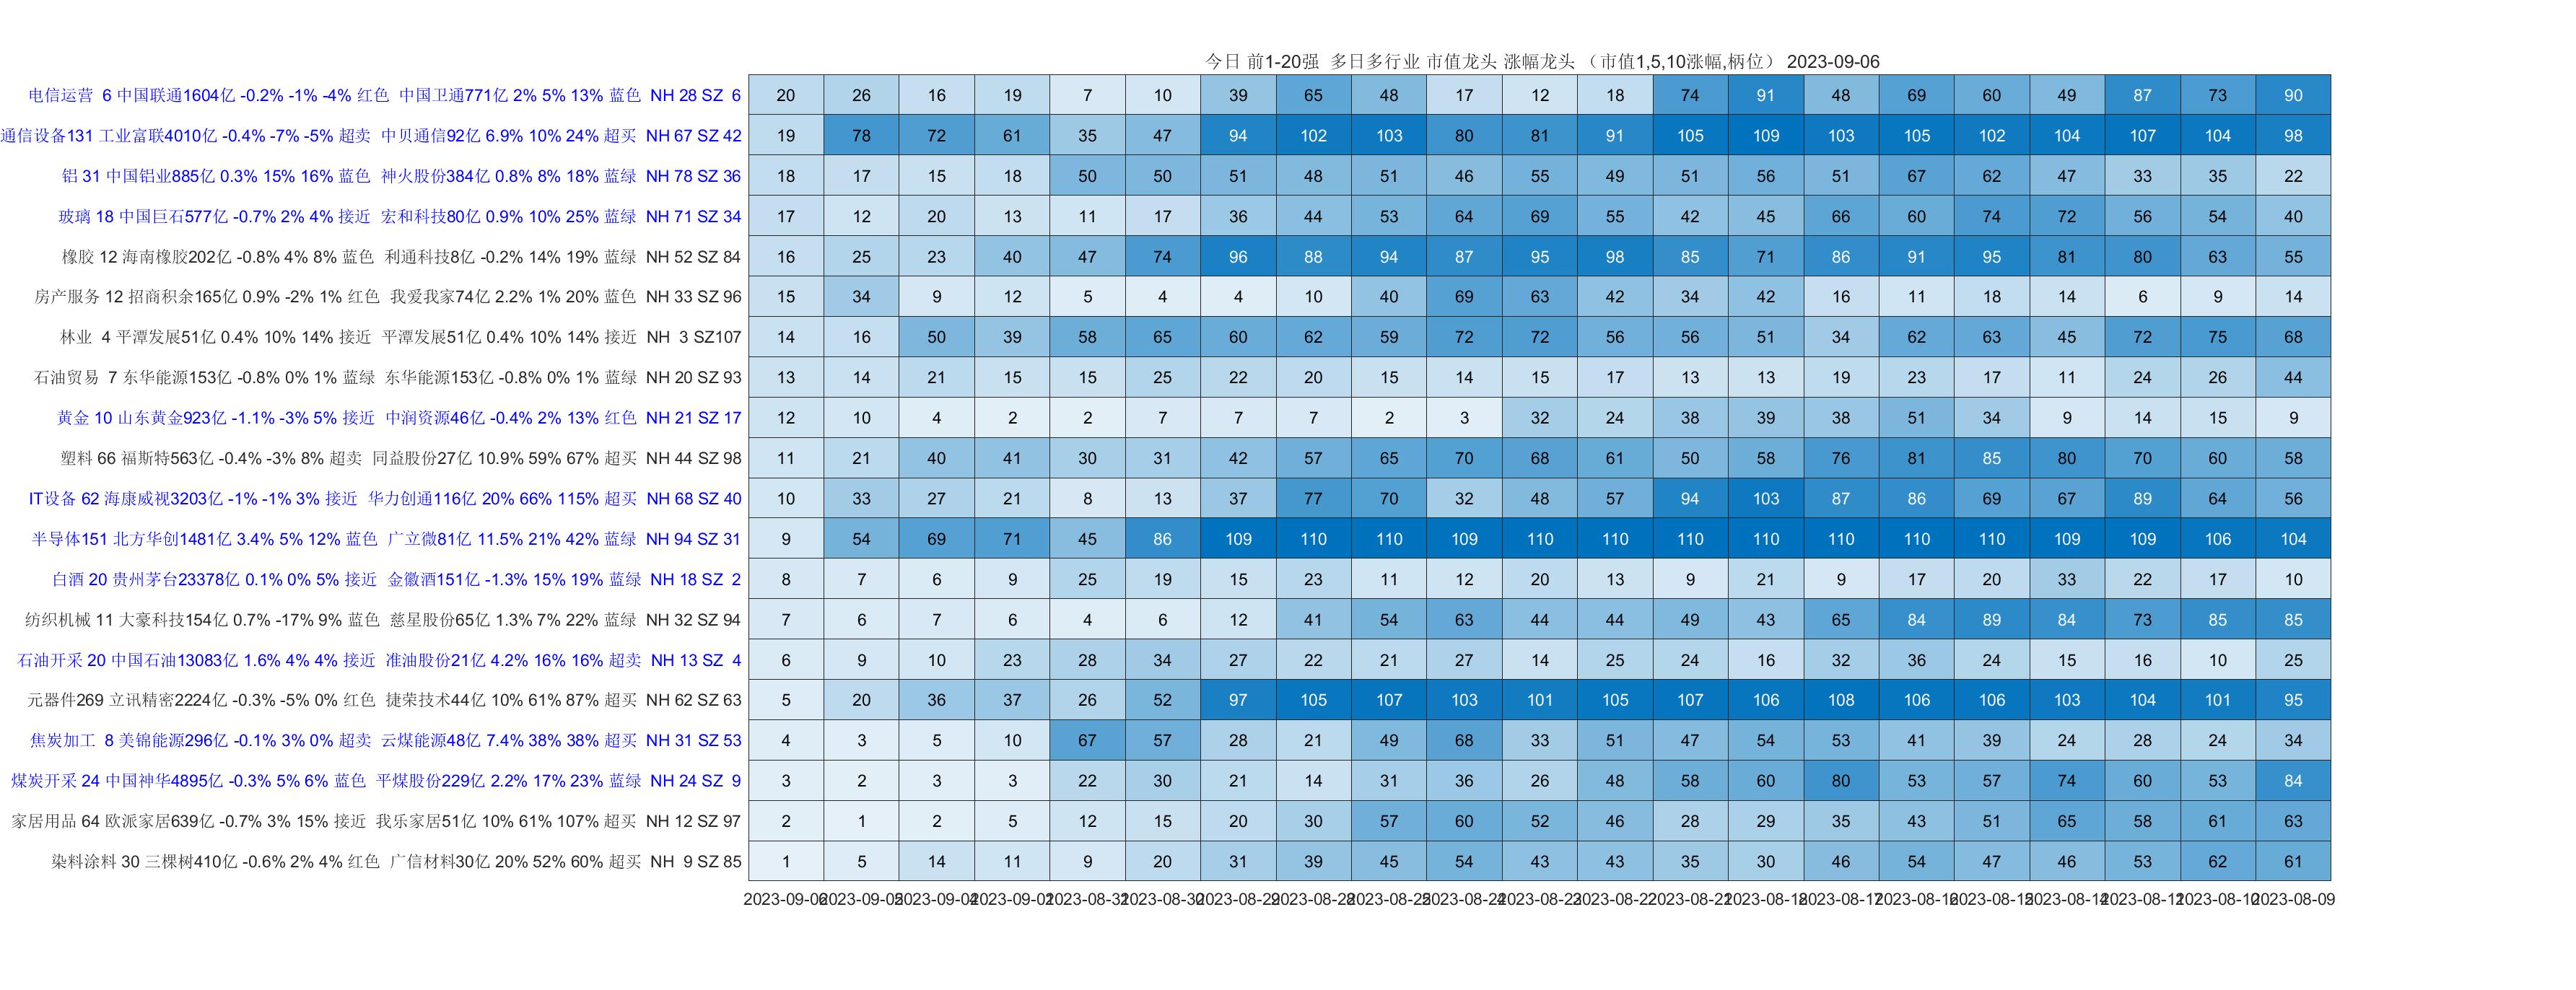 今日 前1-20强 多日多行业 市值龙头 涨幅龙头 （市值1,5,10涨幅,柄位） 2023-09-06
电信运营 6 中国联通1604亿 -0.2% -1% -4% 红色 中国卫通771亿 2% 5% 13% 蓝色 NH 28 SZ 6 20 26 16 19 7 10 39 65 48 17 12 18 74 91 48 69 60 49 87 73 90
通信设备131 工业富联4010亿 -0.4% -7% -5% 超卖 中贝通信92亿 6.9% 10% 24% 超买 NH 67 SZ 42 19 78 72 61 35 47 94 102 103 80 81 91 105 109 103 105 102 104 107 104 98
铝 31 中国铝业885亿 0.3% 15% 16% 蓝色 神火股份384亿 0.8% 8% 18% 蓝绿 NH 78 SZ 36 18 17 15 18 50 50 51 48 51 46 55 49 51 56 51 67 62 47 33 35 22
玻璃 18 中国巨石577亿 -0.7% 2% 4% 接近 宏和科技80亿 0.9% 10% 25% 蓝绿 NH 71 SZ 34 17 12 20 13 11 17 36 44 53 64 69 55 42 45 66 60 74 72 56 54 40
橡胶 12 海南橡胶202亿 -0.8% 4% 8% 蓝色 利通科技8亿 -0.2% 14% 19% 蓝绿 NH 52 SZ 84 16 25 23 40 47 74 96 88 94 87 95 98 85 71 86 91 95 81 80 63 55
房产服务 12 招商积余165亿 0.9% -2% 1% 红色 我爱我家74亿 2.2% 1% 20% 蓝色 NH 33 SZ 96 15 34 9 12 5 4 4 10 40 69 63 42 34 42 16 11 18 14 6 9 14
林业 4 平潭发展51亿 0.4% 10% 14% 接近 平潭发展51亿 0.4% 10% 14% 接近 NH 3 SZ107 14 16 50 39 58 65 60 62 59 72 72 56 56 51 34 62 63 45 72 75 68
石油贸易 7 东华能源153亿 -0.8% 0% 1% 蓝绿 东华能源153亿 -0.8% 0% 1% 蓝绿 NH 20 SZ 93 13 14 21 15 15 25 22 20 15 14 15 17 13 13 19 23 17 11 24 26 44
黄金 10 山东黄金923亿 -1.1% -3% 5% 接近 中润资源46亿 -0.4% 2% 13% 红色 NH 21 SZ 17 12 10 4 2 2 7 7 7 2 3 32 24 38 39 38 51 34 9 14 15 9
塑料 66 福斯特563亿 -0.4% -3% 8% 超卖 同益股份27亿 10.9% 59% 67% 超买 NH 44 SZ 98 11 21 40 41 30 31 42 57 65 70 68 61 50 58 76 81 85 80 70 60 58
IT设备 62 海康威视3203亿 -1% -1% 3% 接近 华力创通116亿 20% 66% 115% 超买 NH 68 SZ 40 10 33 27 21 8 13 37 77 70 32 48 57 94 103 87 86 69 67 89 64 56
半导体151 北方华创1481亿 3.4% 5% 12% 蓝色 广立微81亿 11.5% 21% 42% 蓝绿 NH 94 SZ 31 9 54 69 71 45 86 109 110 110 109 110 110 110 110 110 110 110 109 109 106 104
白酒 20 贵州茅台23378亿 0.1% 0% 5% 接近 金徽酒151亿 -1.3% 15% 19% 蓝绿 NH 18 SZ 2 8 7 6 9 25 19 15 23 11 12 20 13 9 21 9 17 20 33 22 17 10
纺织机械 11 大豪科技154亿 0.7% -17% 9% 蓝色 慈星股份65亿 1.3% 7% 22% 蓝绿 NH 32 SZ 94 7 6 7 6 4 6 12 41 54 63 44 44 49 43 65 84 89 84 73 85 85
石油开采 20 中国石油13083亿 1.6% 4% 4% 接近 准油股份21亿 4.2% 16% 16% 超卖 NH 13 SZ 4 6 9 10 23 28 34 27 22 21 27 14 25 24 16 32 36 24 15 16 10 25
元器件269 立讯精密2224亿 -0.3% -5% 0% 红色 捷荣技术44亿 10% 61% 87% 超买 NH 62 SZ 63 5 20 36 37 26 52 97 105 107 103 101 105 107 106 108 106 106 103 104 101 95
焦炭加工 8 美锦能源296亿 -0.1% 3% 0% 超卖 云煤能源48亿 7.4% 38% 38% 超买 NH 31 SZ 53 4 3 5 10 67 57 28 21 49 68 33 51 47 54 53 41 39 24 28 24 34
煤炭开采 24 中国神华4895亿 -0.3% 5% 6% 蓝色 平煤股份229亿 2.2% 17% 23% 蓝绿 NH 24 SZ 9 3 2 3 3 22 30 21 14 31 36 26 48 58 60 80 53 57 74 60 53 84
家居用品 64 欧派家居639亿 -0.7% 3% 15% 接近 我乐家居51亿 10% 61% 107% 超买 NH 12 SZ 97 2 1 2 5 12 15 20 30 57 60 52 46 28 29 35 43 51 65 58 61 63
染料涂料 30 三棵树410亿 -0.6% 2% 4% 红色 广信材料30亿 20% 52% 60% 超买 NH 9 SZ 85 1 5 14 11 9 20 31 39 45 54 43 43 35 30 46 54 47 46 53 62 61
2023-09-06 2023-09-05 2023-09-04 2023-09-01 2023-08-31 2023-08-30 2023-08-29 2023-08-28 2023-08-25 2023-08-24 2023-08-23 2023-08-22 2023-08-21 2023-08-18 2023-08-17 2023-08-16 2023-08-15 2023-08-14 2023-08-11 2023-08-10 2023-08-09